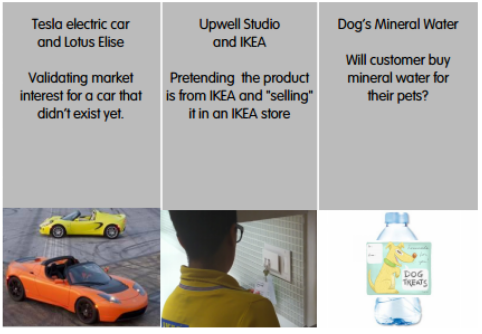 Tesla electric car
and Lotus Elise
Validating market
interest for a car that
didn't exist yet.
Upwell Studio
and IKEA
Pretending the product
is from IKEA and "selling"
it in an IKEA store
Dog's Mineral Water
Will customer buy
mineral water for
their pets?
DOG
TREATS